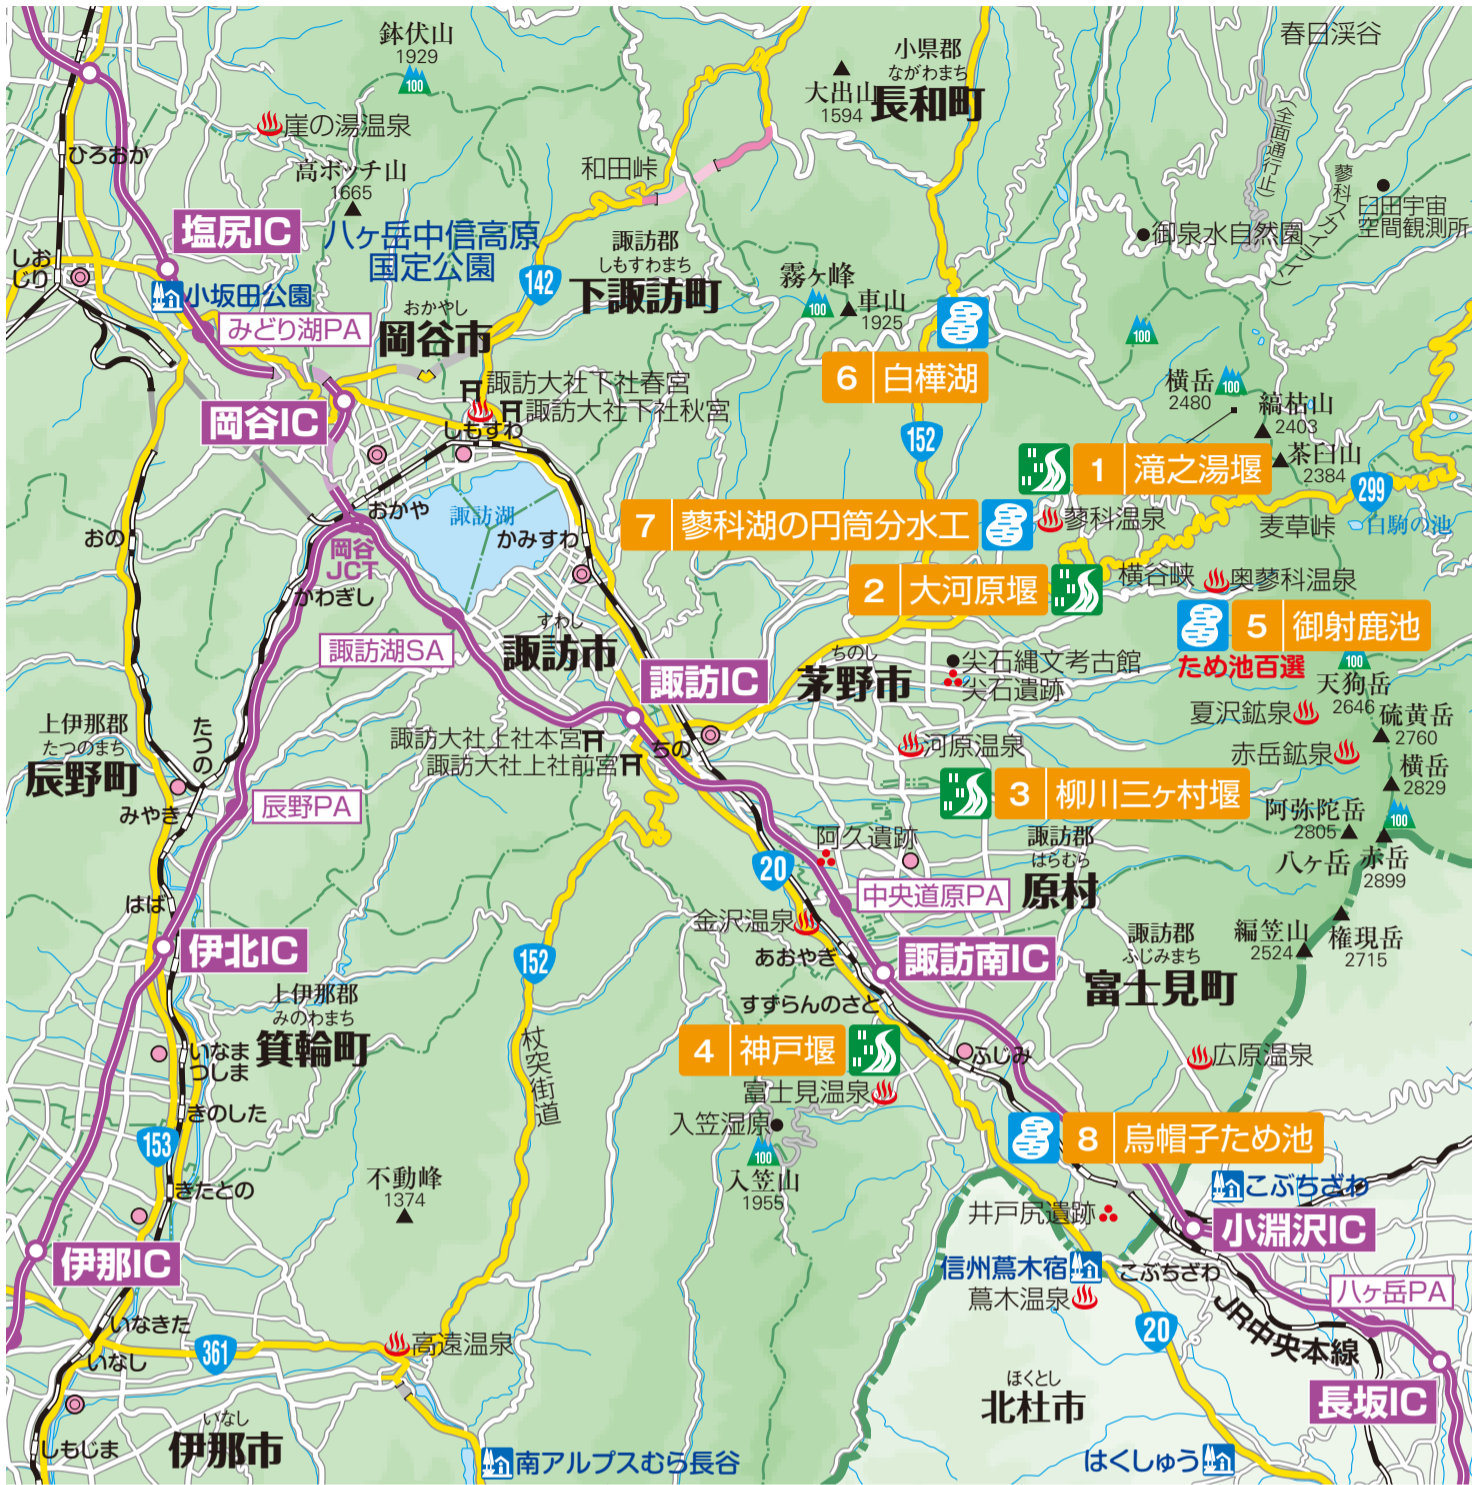 鉢伏山
1929
100
小県郡
ながわまち
長和町
大出山
1594
春日渓谷
(全面通行止)
蓼科スカイライン
臼田宇宙
空間観測所
御泉水自然園
崖の湯温泉
ひろおか
高ボッチ山
1665
和田峠
塩尻IC
八ヶ岳中信高原
国定公園
142
諏訪郡
しもすわまち
下諏訪町
霧ヶ峰
100
車山
1925
100
しお
じり
小坂田公園
みどり湖PA
おかやし
岡谷市
6 白樺湖
152
横岳
2480
100
縞枯山
2403
茶臼山
2384
岡谷IC
諏訪大社下社春宮
諏訪大社下社秋宮
しもすわ
1 滝之湯堰
299
麦草峠
白駒の池
おの
おかや
諏訪湖
かみすわ
岡谷
JCT
かわぎし
7 蓼科湖の円筒分水工
蓼科温泉
2 大河原堰
横谷峡
奥蓼科温泉
5 御射鹿池
ため池百選
100
天狗岳
2646
諏訪湖SA
すわし
諏訪市
諏訪IC
ちのし
茅野市
尖石縄文考古館
尖石遺跡
夏沢鉱泉
硫黄岳
2760
上伊那郡
たつのまち
辰野町
たつの
諏訪大社上社本宮
諏訪大社上社前宮
ちの
河原温泉
赤岳鉱泉
横岳
2829
みやき
辰野PA
3 柳川三ヶ村堰
阿弥陀岳
2805
100
八ヶ岳
赤岳
2899
20
阿久遺跡
諏訪郡
はらむら
原村
中央道原PA
はば
伊北IC
金沢温泉
あおやぎ
諏訪南IC
諏訪郡
ふじみまち
富士見町
編笠山
2524
権現岳
2715
152
上伊那郡
みのわまち
箕輪町
すずらんのさと
4 神戸堰
富士見温泉
ふじみ
広原温泉
いなま
つしま
きのした
153
杖突街道
入笠湿原
100
入笠山
1955
8 烏帽子ため池
きたとの
不動峰
1374
こぶちざわ
小淵沢IC
井戸尻遺跡
伊那IC
信州蔦木宿
蔦木温泉
こぶちざわ
八ヶ岳PA
いなきた
いなし
361
高遠温泉
20
JR中央本線
ほくとし
北杜市
長坂IC
いなし
伊那市
しもじま
南アルプスむら長谷
はくしゅう